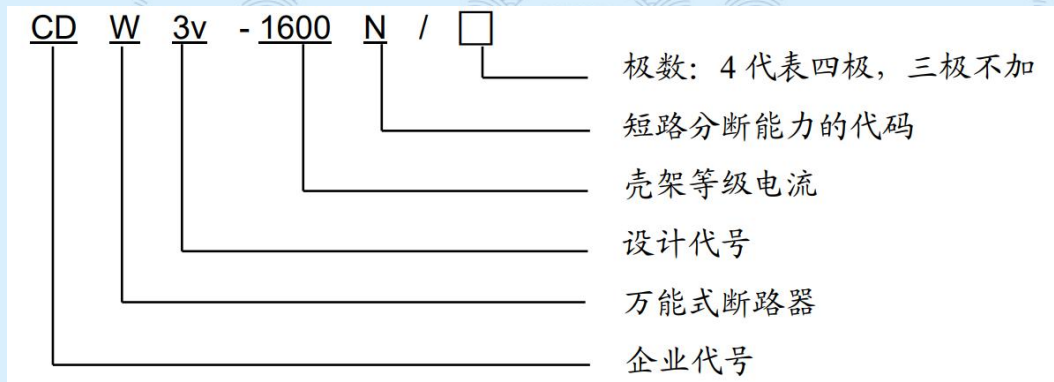 CD W 3v - 1600 N / □
极数：4 代表四极，三极不加
短路分断能力的代码
壳架等级电流
设计代号
万能式断路器
企业代号